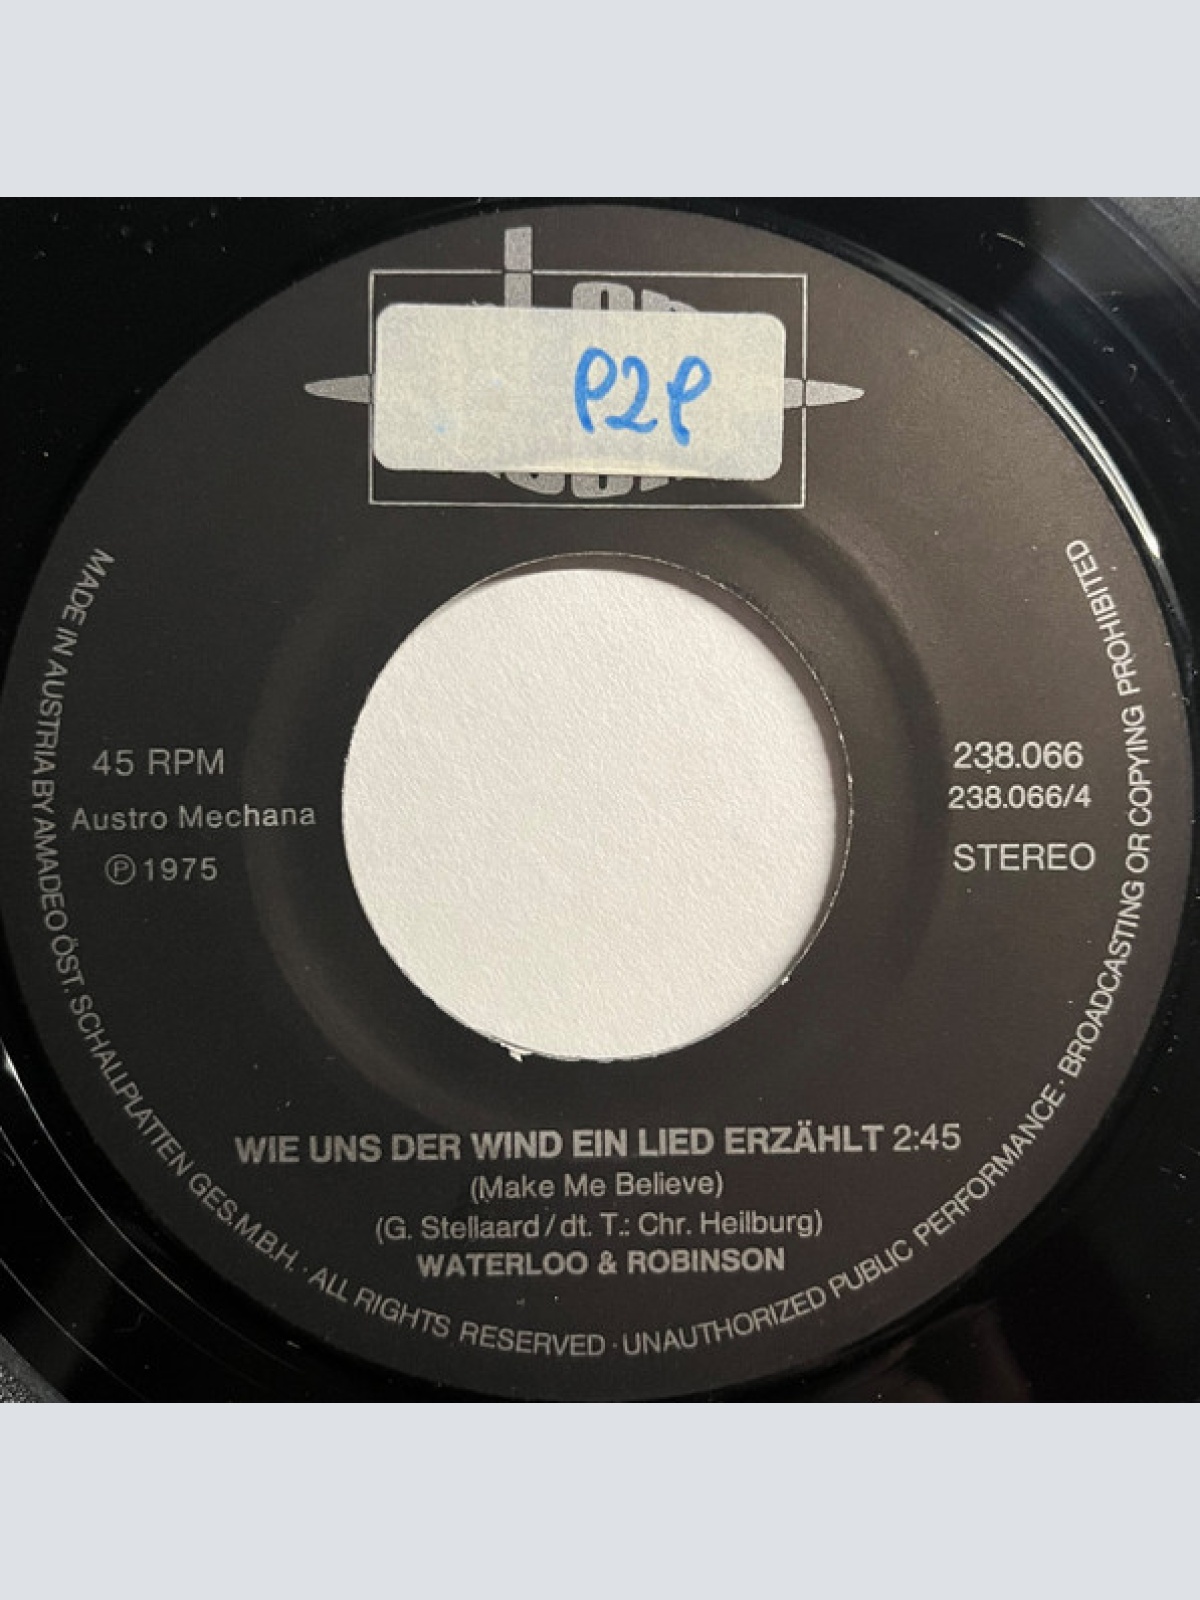 P2P
45 RPM
Austro Mechana
℗ 1975
238.066
238.066/4
STEREO
WIE UNS DER WIND EIN LIED ERZÄHLT 2:45
(Make Me Believe)
(G. Stellaard / dt. T.: Chr. Heilburg)
WATERLOO & ROBINSON
MADE IN AUSTRIA BY AMADEO ÖST. SCHALLPLATTEN GES.M.B.H. · ALL RIGHTS RESERVED · UNAUTHORIZED PUBLIC PERFORMANCE · BROADCASTING OR COPYING PROHIBITED